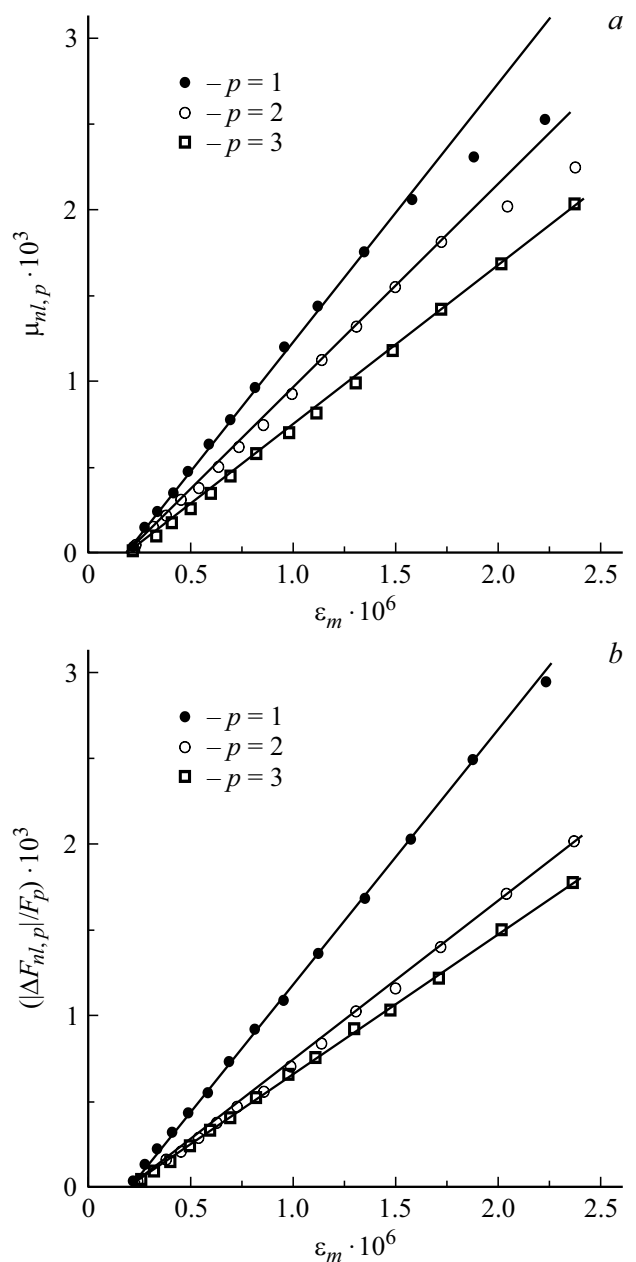 a
3
2
1
0
– p = 1
– p = 2
– p = 3
μnl, p · 10³
0 0.5 1.0 1.5 2.0 2.5
εm · 10⁶
b
3
2
1
0
– p = 1
– p = 2
– p = 3
(|ΔFnl, p|/Fp) · 10³
0 0.5 1.0 1.5 2.0 2.5
εm · 10⁶